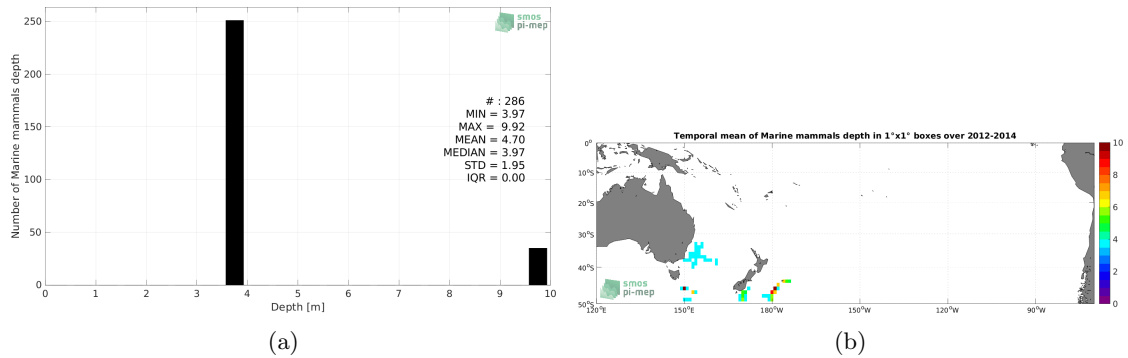 250
200
150
100
50
0
Number of Marine mammals depth
smos
pi-mep
# : 286
MIN = 3.97
MAX = 9.92
MEAN = 4.70
MEDIAN = 3.97
STD = 1.95
IQR = 0.00
0 1 2 3 4 5 6 7 8 9 10
Depth [m]
(a)
Temporal mean of Marine mammals depth in 1°x1° boxes over 2012-2014
0°
10°S
20°S
30°S
40°S
50°S
smos
pi-mep
120°E 150°E 180°W 150°W 120°W 90°W
10
8
6
4
2
0
(b)